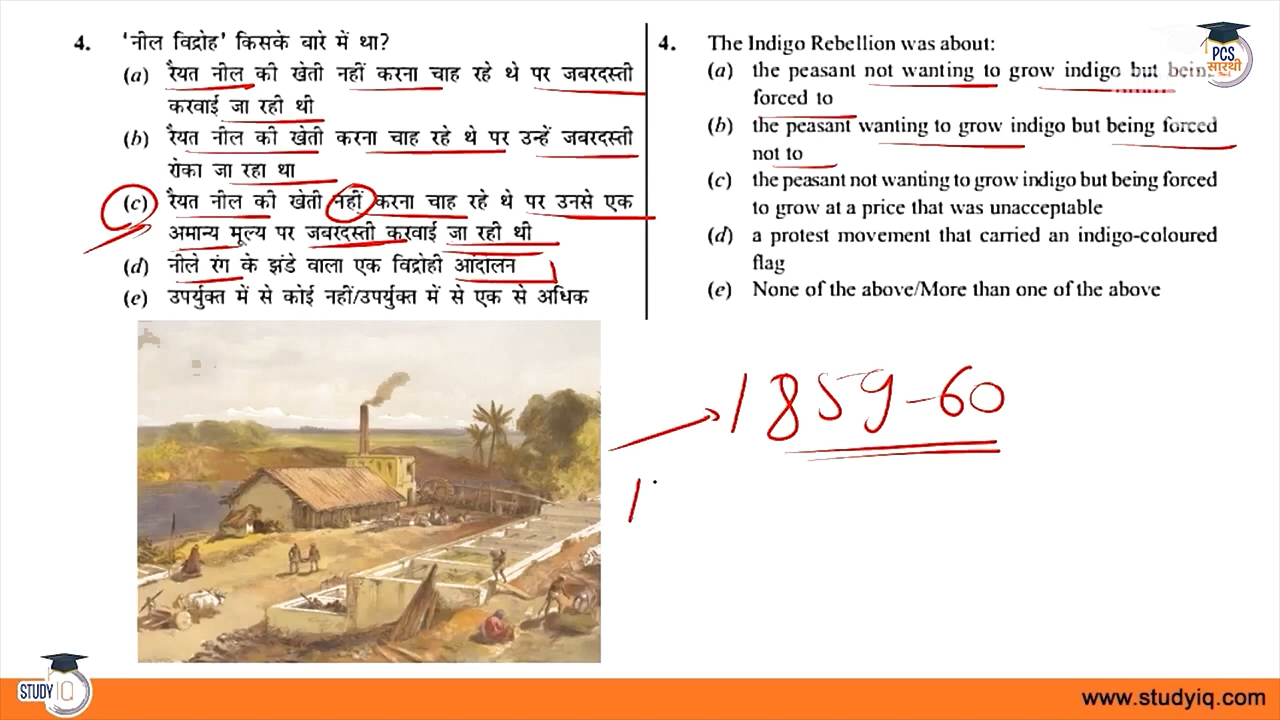 4. 'नील विद्रोह' किसके बारे में था?
(a) रैयत नील की खेती नहीं करना चाह रहे थे पर जबरदस्ती
करवाई जा रही थी
(b) रैयत नील की खेती करना चाह रहे थे पर उन्हें जबरदस्ती
रोका जा रहा था
(c) रैयत नील की खेती नहीं करना चाह रहे थे पर उनसे एक
अमान्य मूल्य पर जबरदस्ती करवाई जा रही थी
(d) नीले रंग के झंडे वाला एक विद्रोही आंदोलन
(e) उपर्युक्त में से कोई नहीं/उपर्युक्त में से एक से अधिक
4. The Indigo Rebellion was about:
(a) the peasant not wanting to grow indigo but being
forced to
(b) the peasant wanting to grow indigo but being forced
not to
(c) the peasant not wanting to grow indigo but being forced
to grow at a price that was unacceptable
(d) a protest movement that carried an indigo-coloured
flag
(e) None of the above/More than one of the above
PCS
सारथी
1859-60
1
STUDY IQ
www.studyiq.com